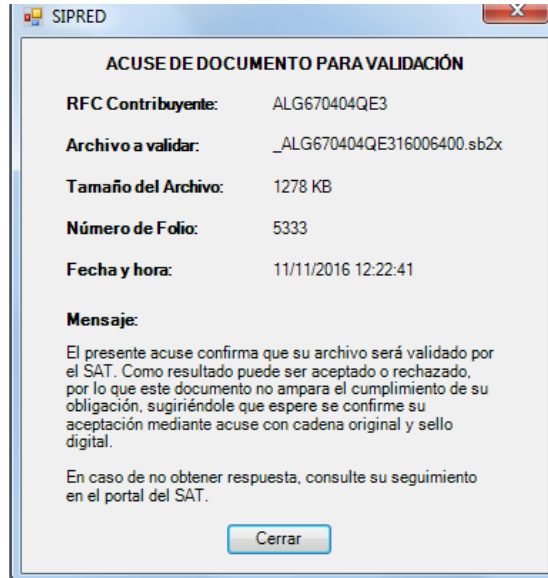 SIPRED
ACUSE DE DOCUMENTO PARA VALIDACIÓN
RFC Contribuyente: ALG670404QE3
Archivo a validar: _ALG670404QE316006400.sb2x
Tamaño del Archivo: 1278 KB
Número de Folio: 5333
Fecha y hora: 11/11/2016 12:22:41
Mensaje:
El presente acuse confirma que su archivo será validado por
el SAT. Como resultado puede ser aceptado o rechazado,
por lo que este documento no ampara el cumplimiento de su
obligación, sugiriéndole que espere se confirme su
aceptación mediante acuse con cadena original y sello
digital.
En caso de no obtener respuesta, consulte su seguimiento
en el portal del SAT.
Cerrar